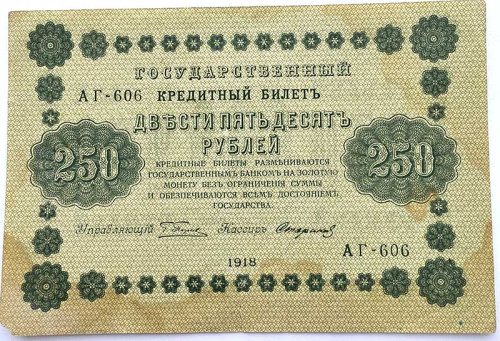 ГОСУДАРСТВЕННЫЙ
АГ-606 КРЕДИТНЫЙ БИЛЕТЪ
ДВѢСТИ ПЯТЬДЕСЯТЪ
РУБЛЕЙ
250
250
КРЕДИТНЫЕ БИЛЕТЫ РАЗМѢНИВАЮТСЯ
ГОСУДАРСТВЕННЫМЪ БАНКОМЪ НА ЗОЛОТУЮ
МОНЕТУ БЕЗЪ ОГРАНИЧЕНІЯ СУММЫ
И ОБЕЗПЕЧИВАЮТСЯ ВСѢМЪ ДОСТОЯНІЕМЪ
ГОСУДАРСТВА.
Управляющій Кассиръ
АГ-606
1918